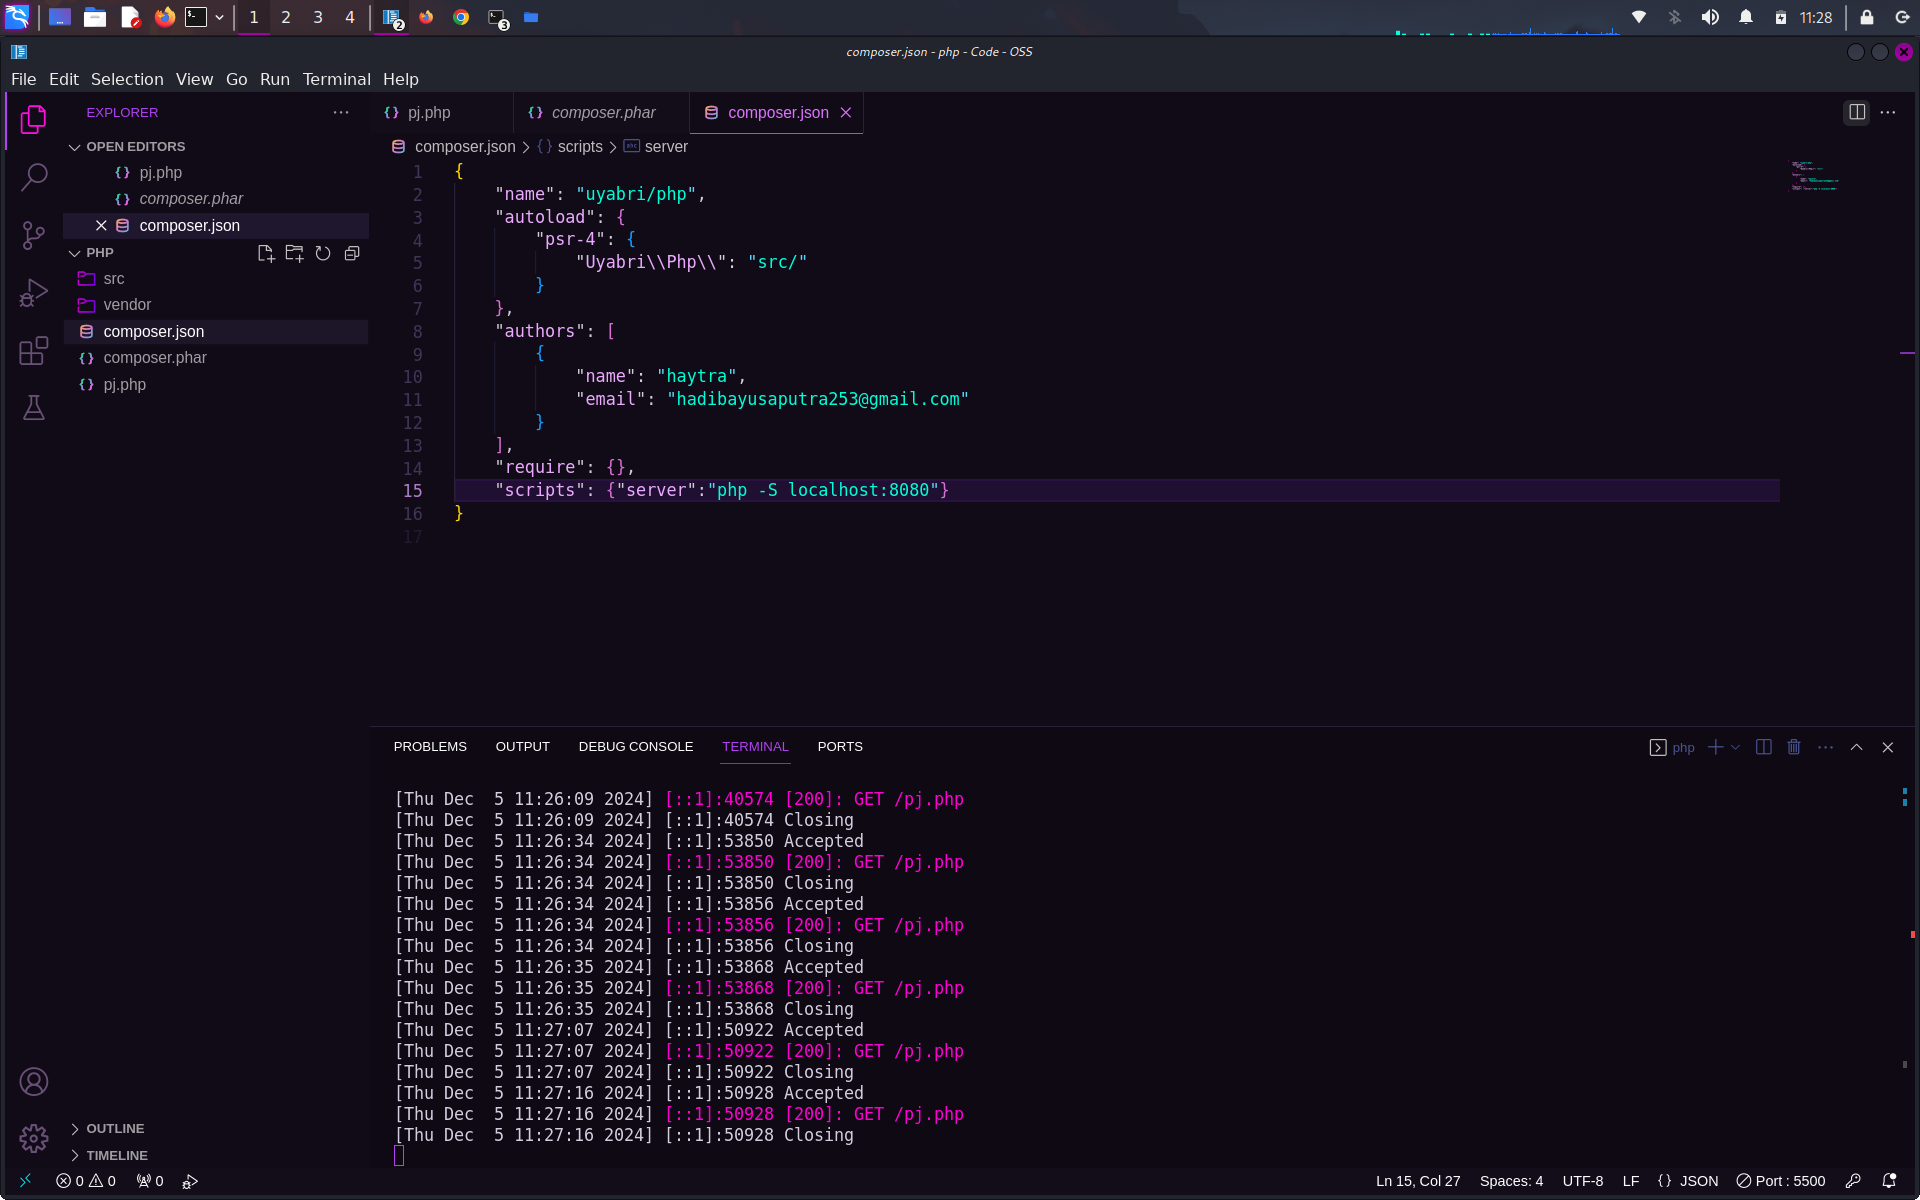 1 2 3 4 2 3 11:28
composer.json - php - Code - OSS
File Edit Selection View Go Run Terminal Help
EXPLORER
OPEN EDITORS
pj.php
composer.phar
composer.json
PHP
src
vendor
composer.json
composer.phar
pj.php
OUTLINE
TIMELINE
pj.php composer.phar composer.json
composer.json > {} scripts > server
1 {
2 "name": "uyabri/php",
3 "autoload": {
4 "psr-4": {
5 "Uyabri\\Php\\": "src/"
6 }
7 },
8 "authors": [
9 {
10 "name": "haytra",
11 "email": "hadibayusaputra253@gmail.com"
12 }
13 ],
14 "require": {},
15 "scripts": {"server":"php -S localhost:8080"}
16 }
17
PROBLEMS OUTPUT DEBUG CONSOLE TERMINAL PORTS php
[Thu Dec  5 11:26:09 2024] [::1]:40574 [200]: GET /pj.php
[Thu Dec  5 11:26:09 2024] [::1]:40574 Closing
[Thu Dec  5 11:26:34 2024] [::1]:53850 Accepted
[Thu Dec  5 11:26:34 2024] [::1]:53850 [200]: GET /pj.php
[Thu Dec  5 11:26:34 2024] [::1]:53850 Closing
[Thu Dec  5 11:26:34 2024] [::1]:53856 Accepted
[Thu Dec  5 11:26:34 2024] [::1]:53856 [200]: GET /pj.php
[Thu Dec  5 11:26:34 2024] [::1]:53856 Closing
[Thu Dec  5 11:26:35 2024] [::1]:53868 Accepted
[Thu Dec  5 11:26:35 2024] [::1]:53868 [200]: GET /pj.php
[Thu Dec  5 11:26:35 2024] [::1]:53868 Closing
[Thu Dec  5 11:27:07 2024] [::1]:50922 Accepted
[Thu Dec  5 11:27:07 2024] [::1]:50922 [200]: GET /pj.php
[Thu Dec  5 11:27:07 2024] [::1]:50922 Closing
[Thu Dec  5 11:27:16 2024] [::1]:50928 Accepted
[Thu Dec  5 11:27:16 2024] [::1]:50928 [200]: GET /pj.php
[Thu Dec  5 11:27:16 2024] [::1]:50928 Closing
0 0 0 Ln 15, Col 27 Spaces: 4 UTF-8 LF {} JSON Port : 5500